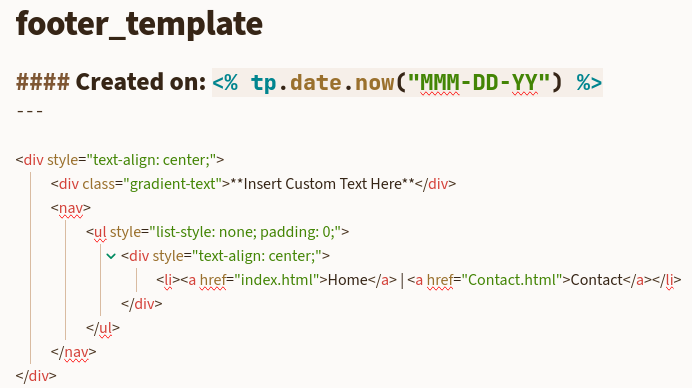 footer_template
#### Created on: <% tp.date.now("MMM-DD-YY") %>
---
<div style="text-align: center;">
<div class="gradient-text">**Insert Custom Text Here**</div>
<nav>
<ul style="list-style: none; padding: 0;">
<div style="text-align: center;">
<li><a href="index.html">Home</a> | <a href="Contact.html">Contact</a></li>
</div>
</ul>
</nav>
</div>